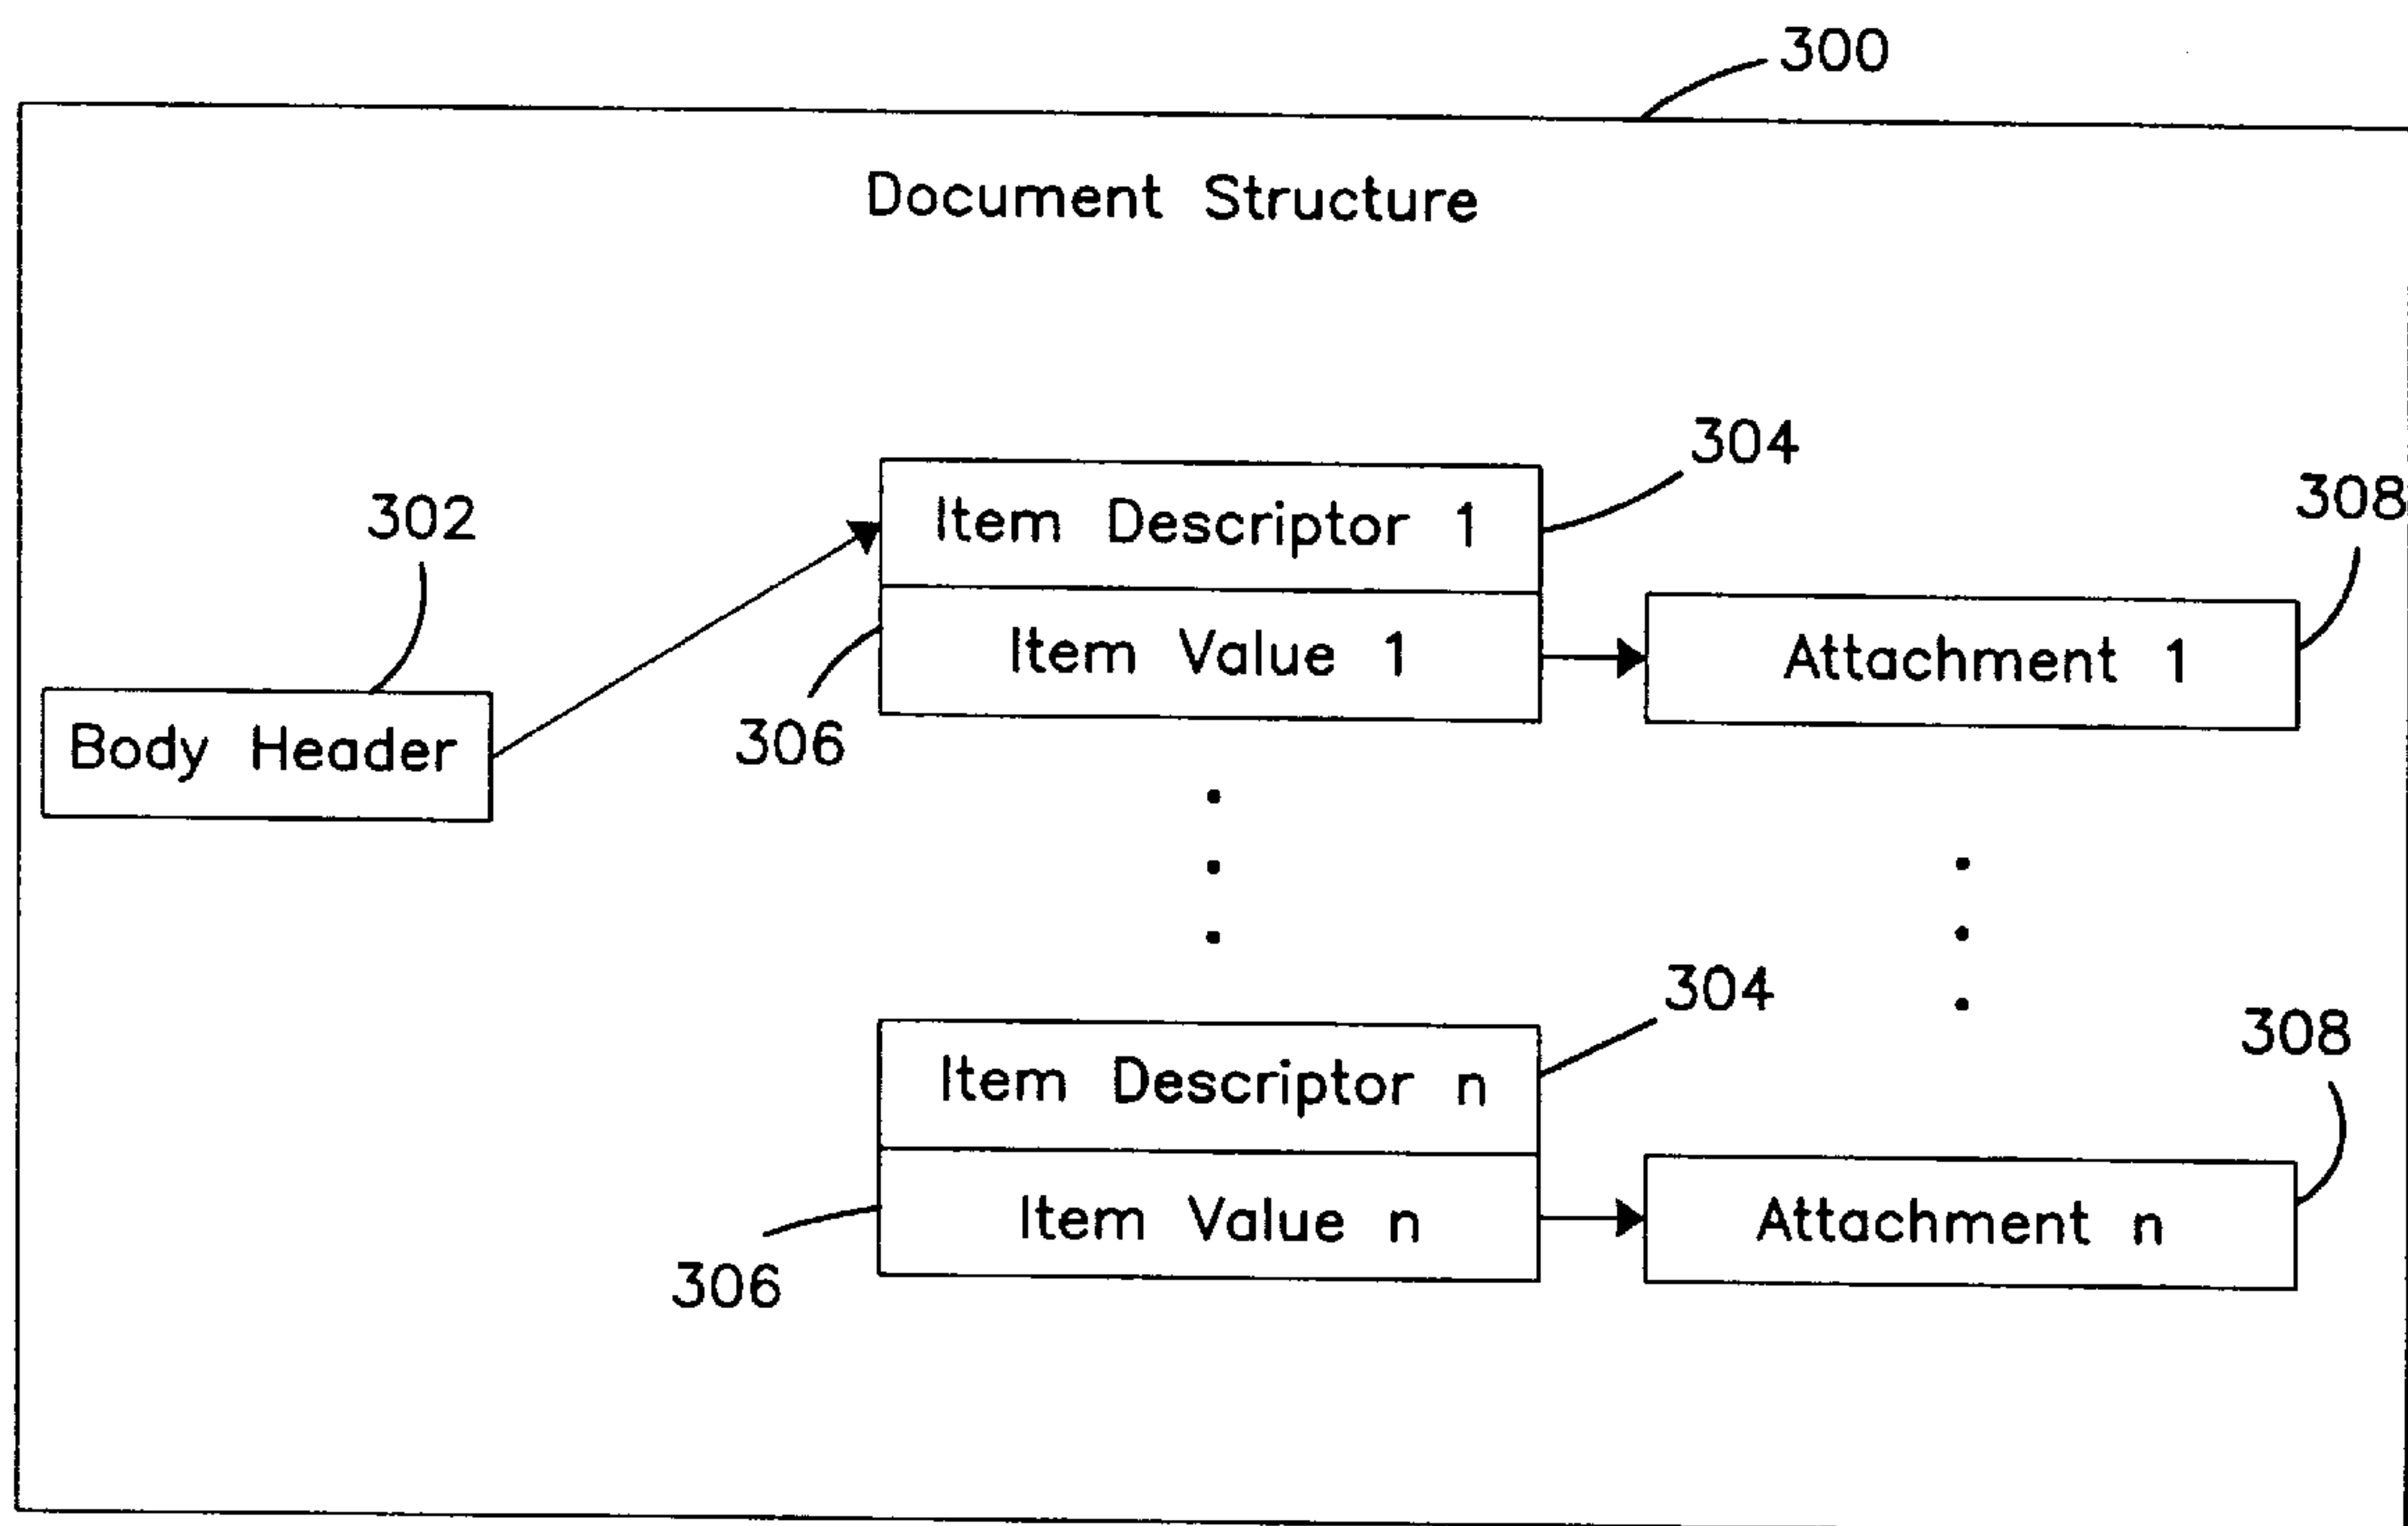 300
Document Structure
304
308
302
Item Descriptor 1
Item Value 1
Attachment 1
306
Body Header
304
308
Item Descriptor n
Item Value n
Attachment n
306